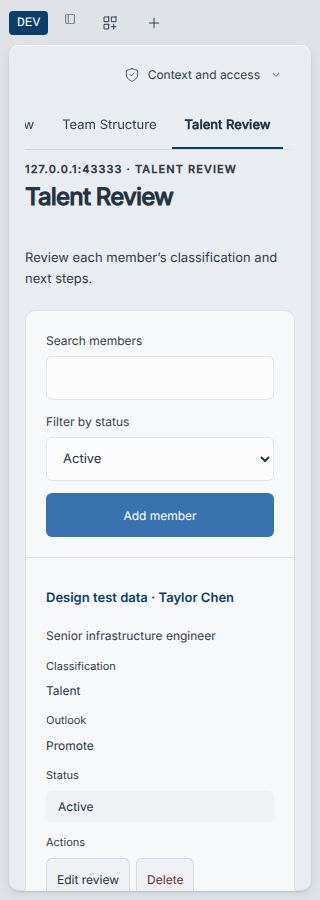 DEV
Context and access
w
Team Structure
Talent Review
127.0.0.1:43333 · TALENT REVIEW
Talent Review
Review each member’s classification and
next steps.
Search members
Filter by status
Active
Add member
Design test data · Taylor Chen
Senior infrastructure engineer
Classification
Talent
Outlook
Promote
Status
Active
Actions
Edit review
Delete